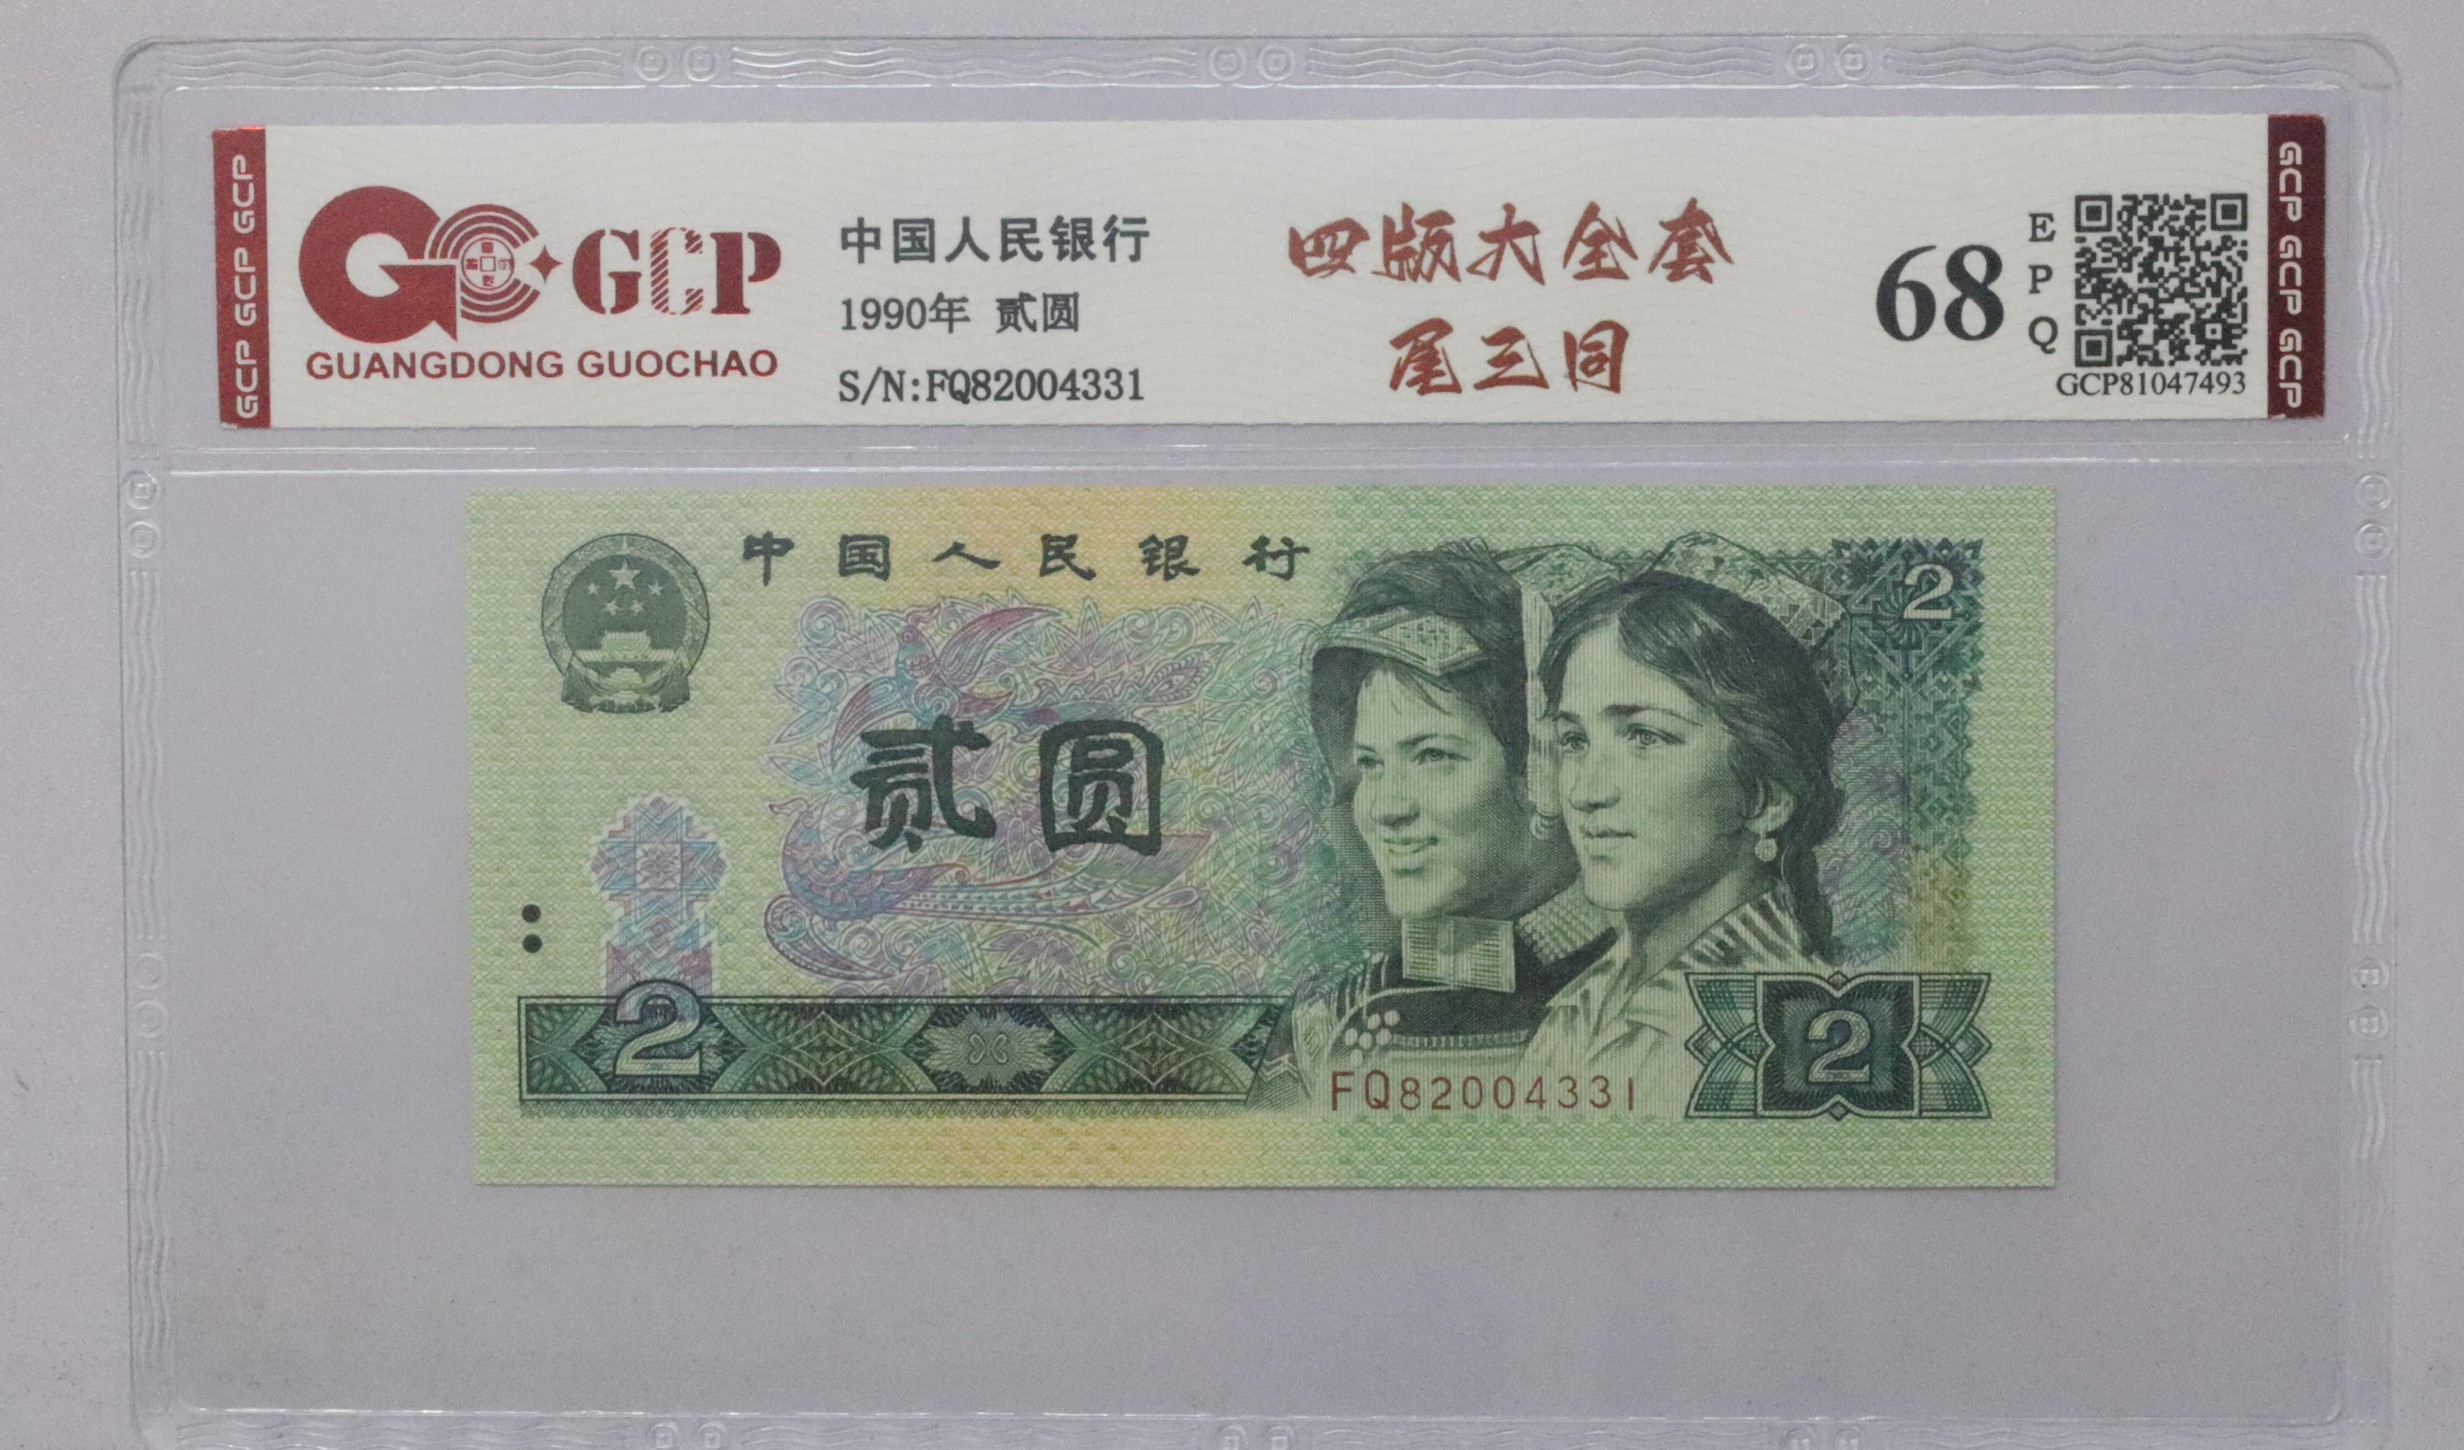 GCP GCP GCP
GCP
GUANGDONG GUOCHAO
中国人民银行
1990年 贰圆
S/N:FQ82004331
四版大全套
尾三同
68
E
P
Q
GCP81047493
GCP GCP GCP
中国人民银行
2
贰圆
2
2
FQ82004331